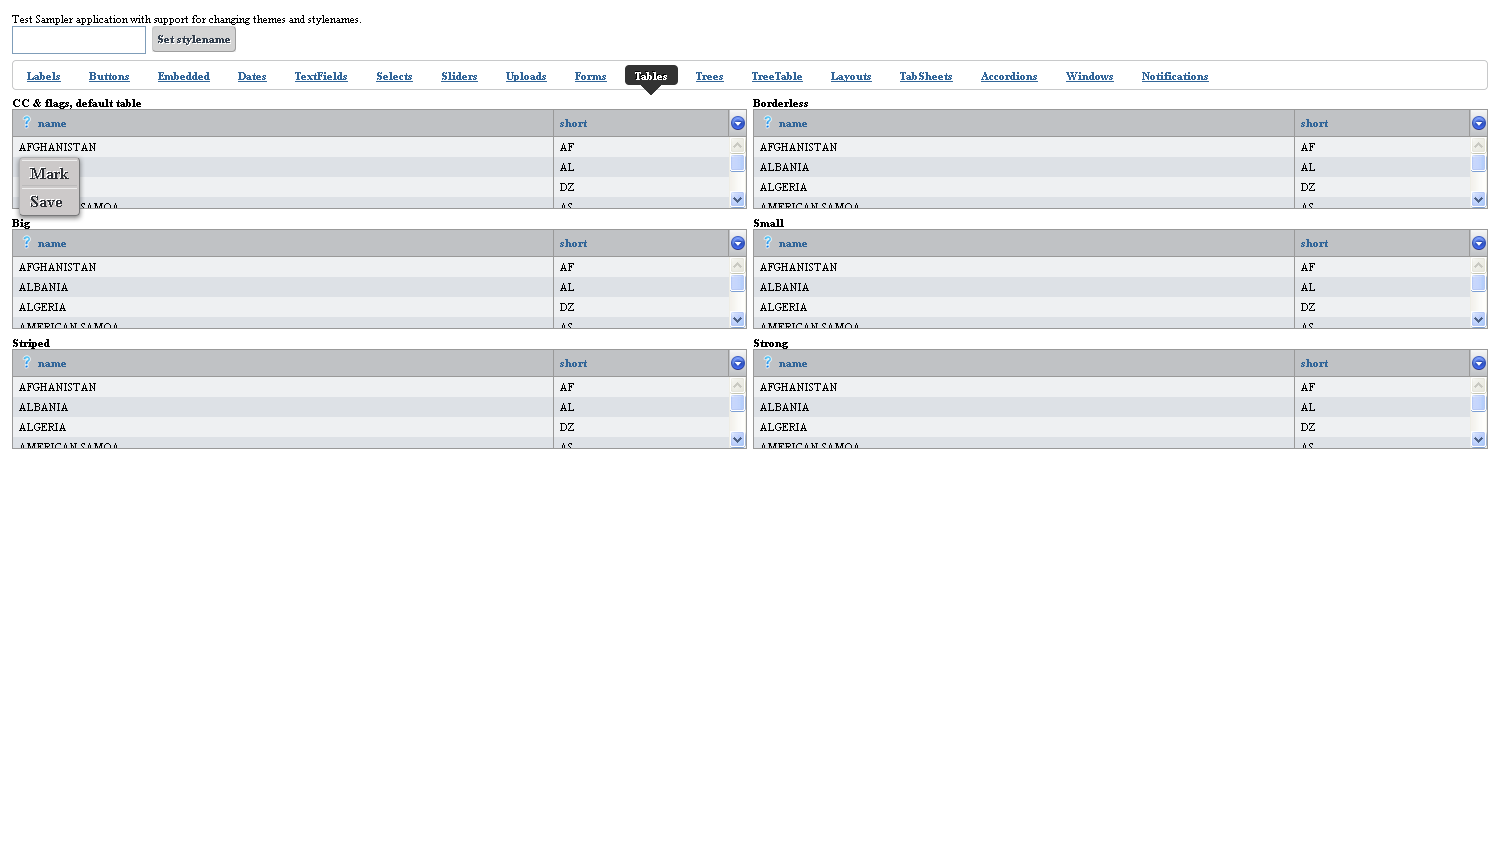 Test Sampler application with support for changing themes and stylenames.
Set stylename
Labels Buttons Embedded Dates TextFields Selects Sliders Uploads Forms Tables Trees TreeTable Layouts TabSheets Accordions Windows Notifications
CC & flags, default table
? name short
AFGHANISTAN AF
AL
DZ
SAMOA AS
Mark
Save
Borderless
? name short
AFGHANISTAN AF
ALBANIA AL
ALGERIA DZ
AMERICAN SAMOA AS
Big
? name short
AFGHANISTAN AF
ALBANIA AL
ALGERIA DZ
AMERICAN SAMOA AS
Small
? name short
AFGHANISTAN AF
ALBANIA AL
ALGERIA DZ
AMERICAN SAMOA AS
Striped
? name short
AFGHANISTAN AF
ALBANIA AL
ALGERIA DZ
AMERICAN SAMOA AS
Strong
? name short
AFGHANISTAN AF
ALBANIA AL
ALGERIA DZ
AMERICAN SAMOA AS